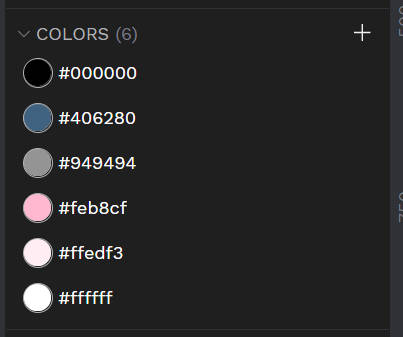 COLORS (6)
#000000
#406280
#949494
#feb8cf
#ffedf3
#ffffff